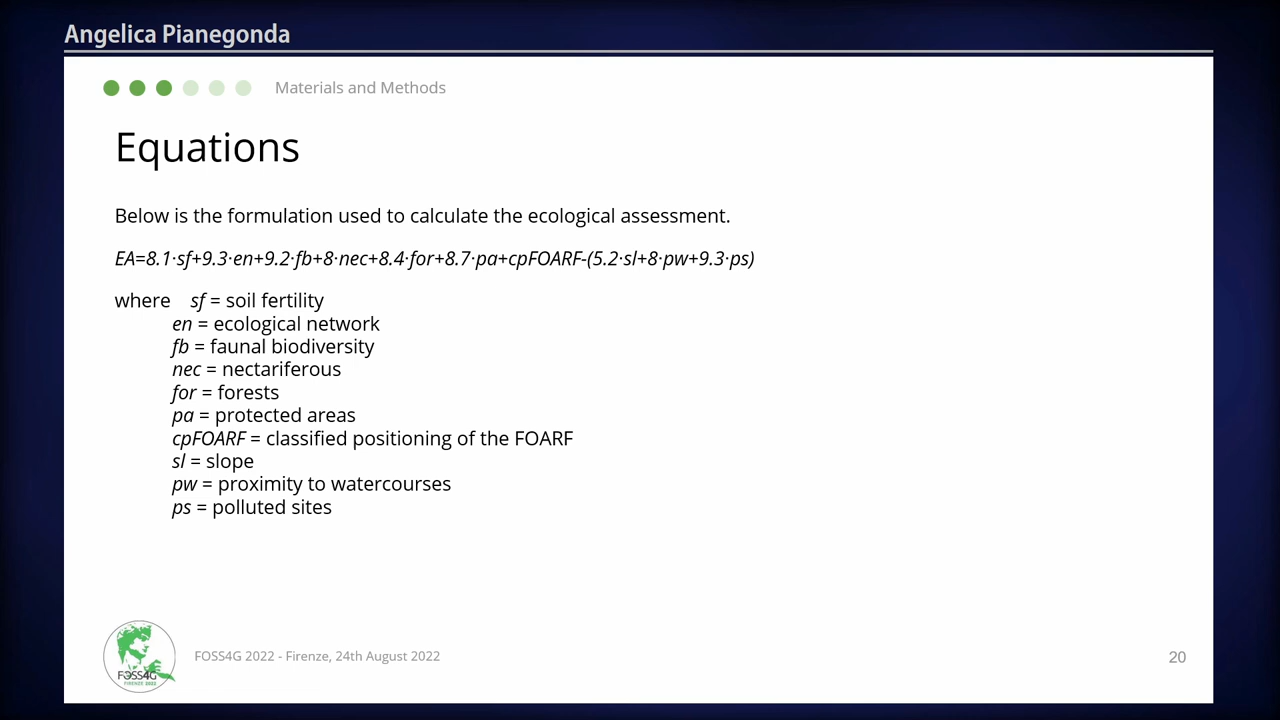 Angelica Pianegonda
Materials and Methods
Equations
Below is the formulation used to calculate the ecological assessment.
EA=8.1·sf+9.3·en+9.2·fb+8·nec+8.4·for+8.7·pa+cpFOARF-(5.2·sl+8·pw+9.3·ps)
where sf = soil fertility
en = ecological network
fb = faunal biodiversity
nec = nectariferous
for = forests
pa = protected areas
cpFOARF = classified positioning of the FOARF
sl = slope
pw = proximity to watercourses
ps = polluted sites
FOSS4G
FIRENZE 2022
FOSS4G 2022 - Firenze, 24th August 2022
20